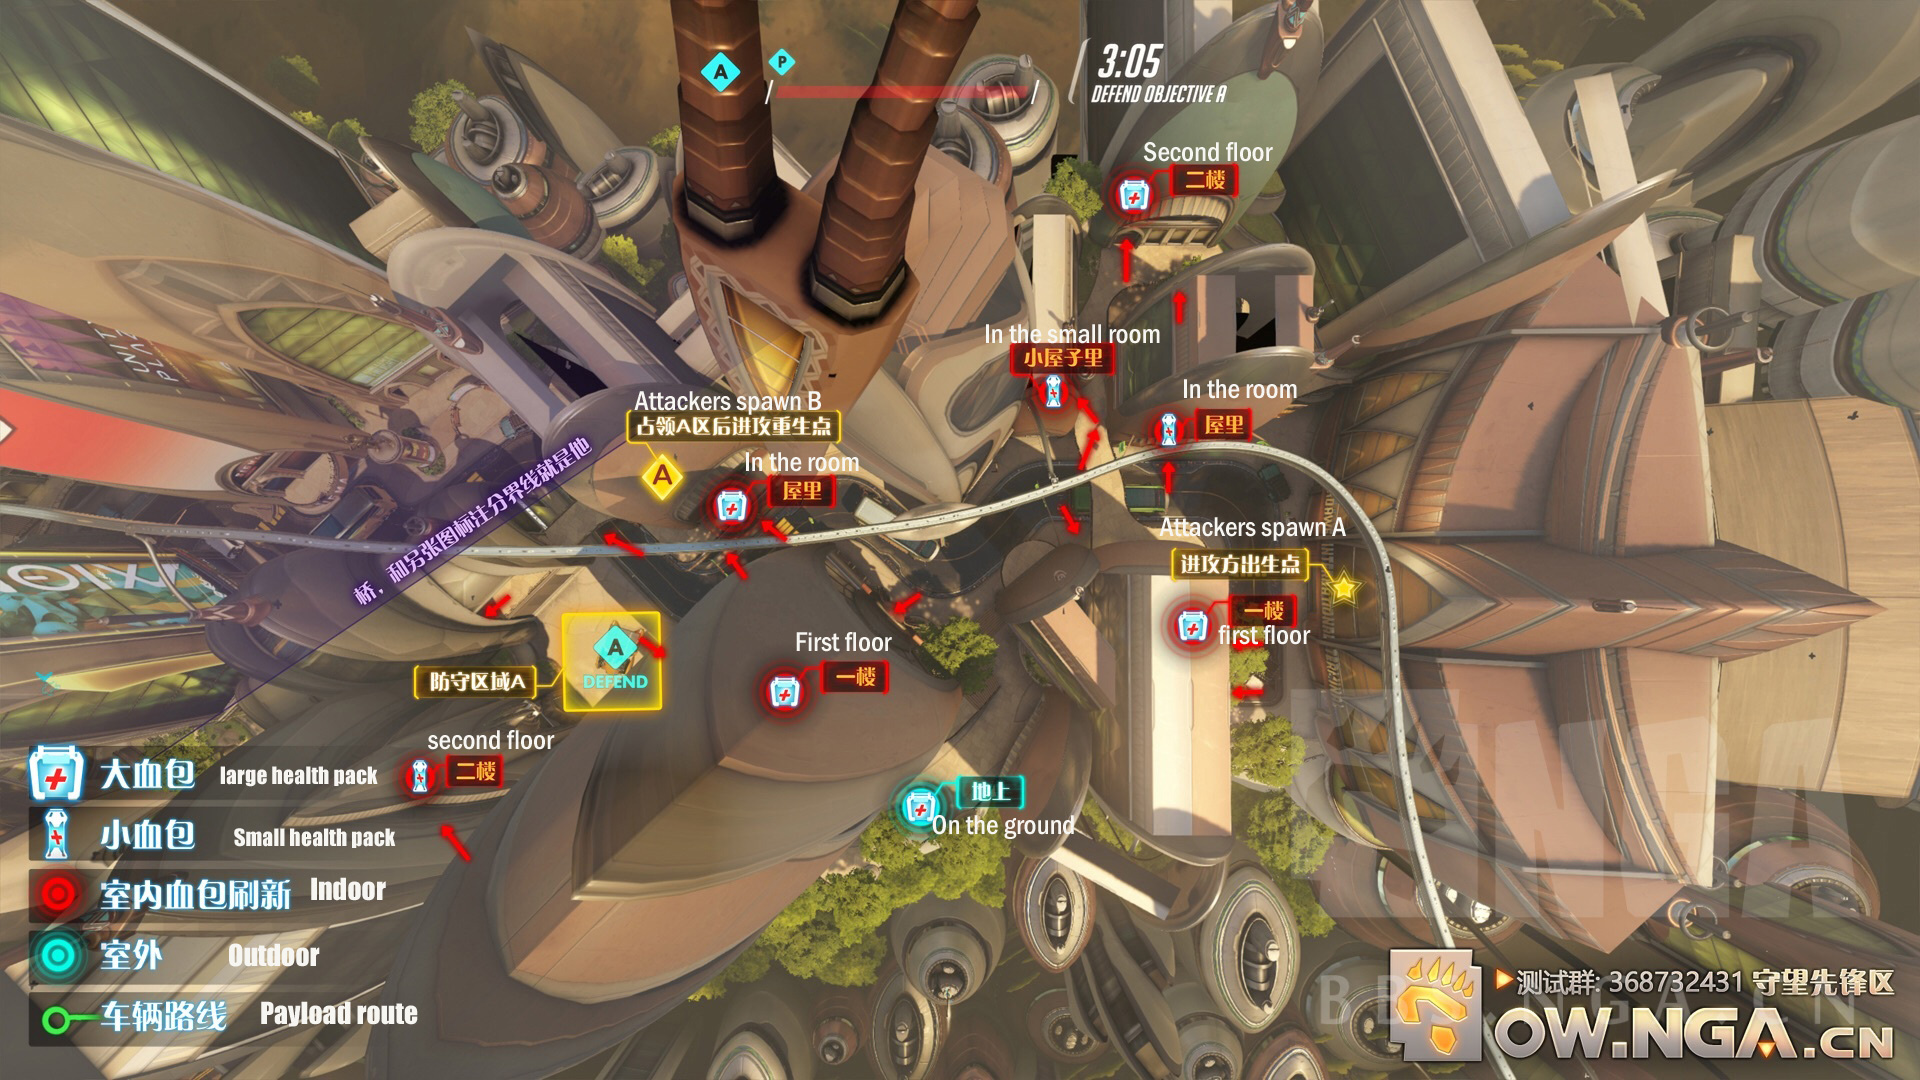 A
P
3:05
DEFEND OBJECTIVE A
Second floor
二楼
In the small room
小屋子里
In the room
屋里
Attackers spawn B
占领A区后进攻重生点
A
In the room
屋里
桥，和另张图标注分界线就是他
Attackers spawn A
进攻方出生点
一楼
first floor
First floor
一楼
A
DEFEND
防守区域A
second floor
二楼
地上
On the ground
大血包 large health pack
小血包 Small health pack
室内血包刷新 Indoor
室外 Outdoor
车辆路线 Payload route
NGA
测试群: 368732431 守望先锋区
OW.NGA.CN